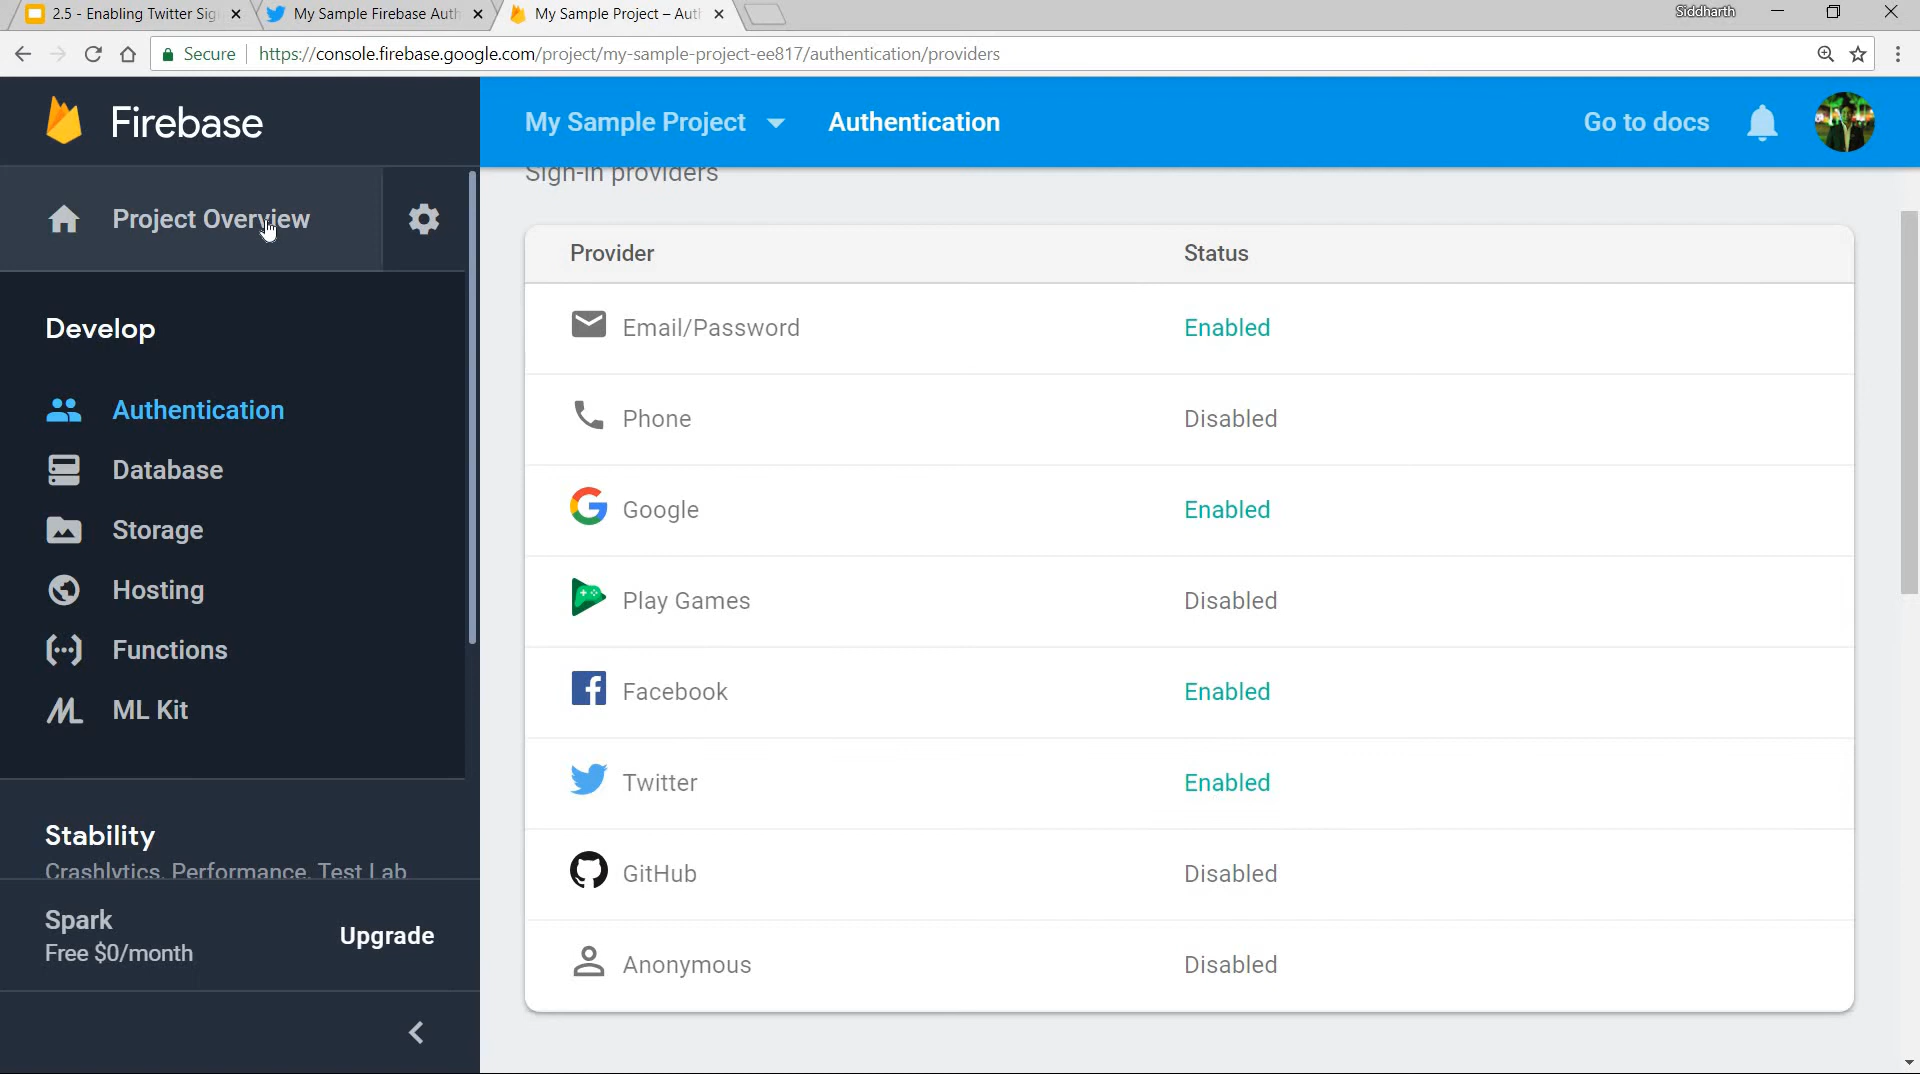 2.5 - Enabling Twitter Sig
My Sample Firebase Auth
My Sample Project – Aut
Siddharth
Secure
https://console.firebase.google.com/project/my-sample-project-ee817/authentication/providers
Firebase
My Sample Project
Authentication
Go to docs
Project Overview
Sign-in providers
Provider
Status
Develop
Email/Password
Enabled
Authentication
Phone
Disabled
Database
Google
Enabled
Storage
Hosting
Play Games
Disabled
Functions
Facebook
Enabled
ML Kit
Twitter
Enabled
Stability
Crashlytics, Performance, Test Lab
GitHub
Disabled
Spark
Free $0/month
Upgrade
Anonymous
Disabled